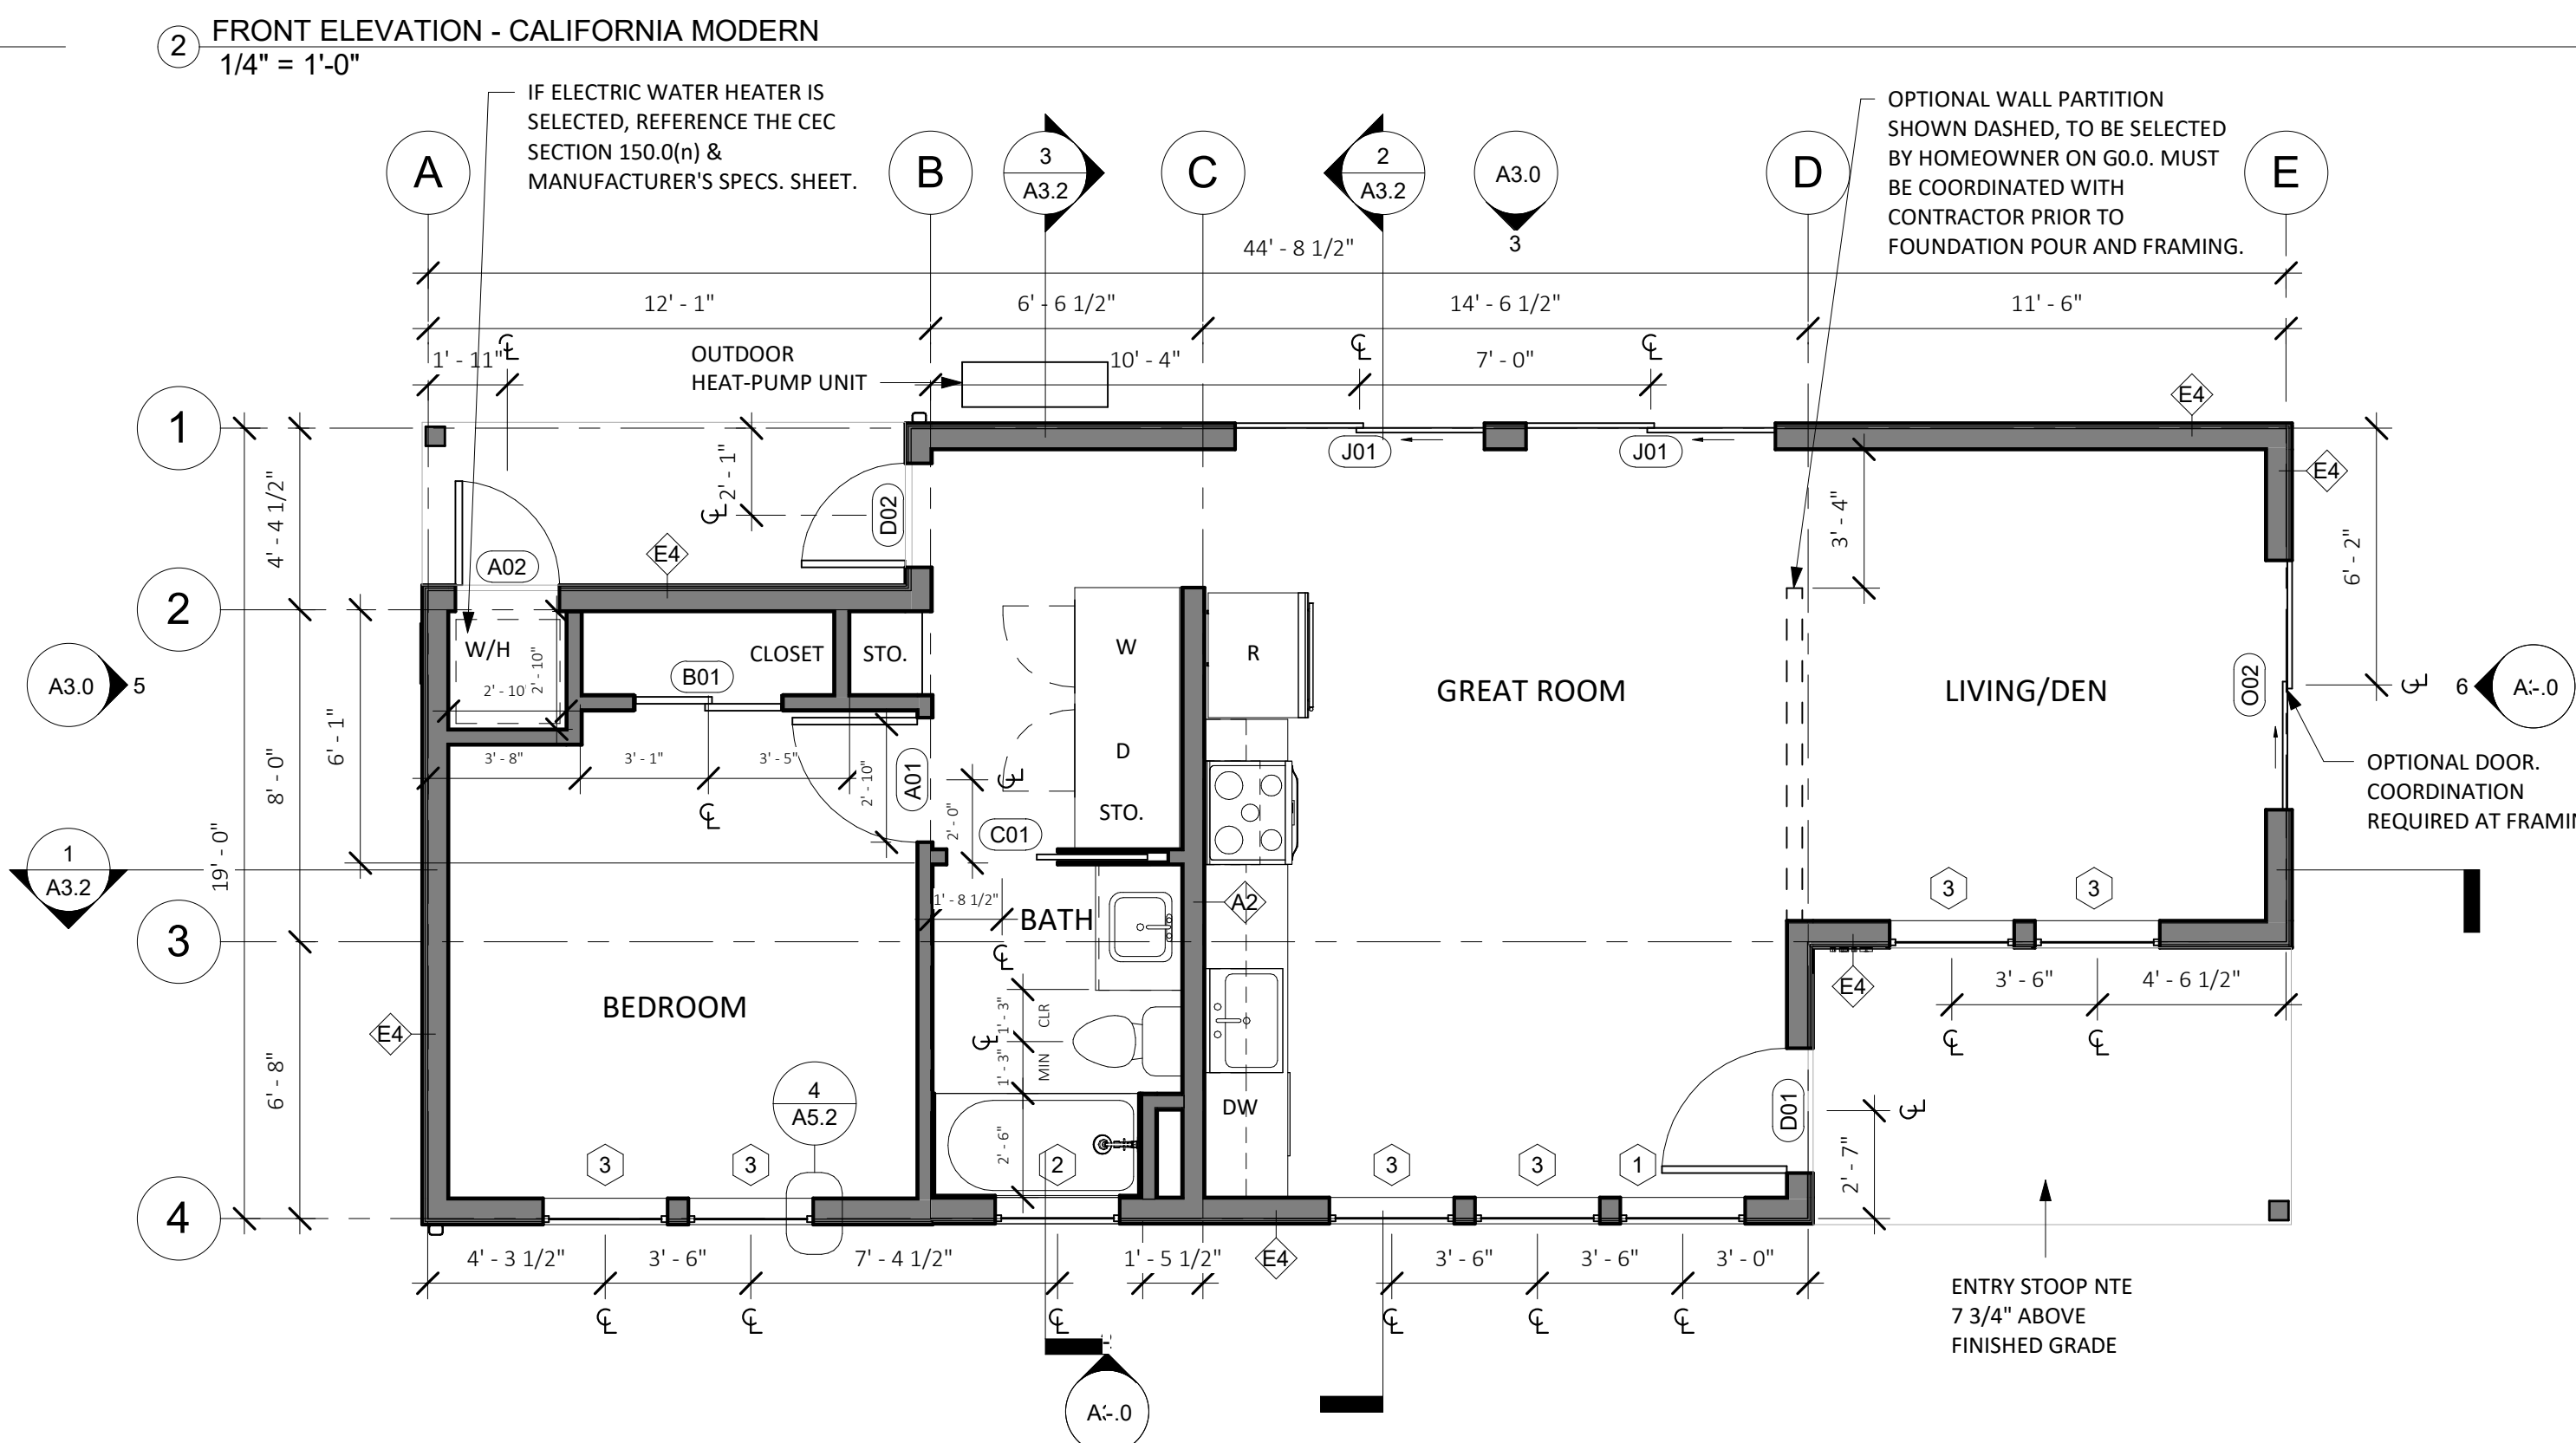 2 FRONT ELEVATION - CALIFORNIA MODERN
1/4" = 1'-0"
IF ELECTRIC WATER HEATER IS
SELECTED, REFERENCE THE CEC
SECTION 150.0(n) &
MANUFACTURER'S SPECS. SHEET.
OPTIONAL WALL PARTITION
SHOWN DASHED, TO BE SELECTED
BY HOMEOWNER ON G0.0. MUST
BE COORDINATED WITH
CONTRACTOR PRIOR TO
FOUNDATION POUR AND FRAMING.
A
B
3
A3.2
C
2
A3.2
A3.0
3
D
E
44' - 8 1/2"
12' - 1"
6' - 6 1/2"
14' - 6 1/2"
11' - 6"
1' - 11"
OUTDOOR
HEAT-PUMP UNIT
10' - 4"
7' - 0"
E4
1
J01
J01
E4
4' - 4 1/2"
2' - 1"
D02
3' - 4"
6' - 2"
A02
E4
2
W/H
2' - 10"
2' - 10
CLOSET
STO.
B01
W
R
GREAT ROOM
LIVING/DEN
O02
A3.0
5
6
6' - 1"
8' - 0"
19' - 0"
3' - 8"
3' - 1"
3' - 5"
2' - 10"
A01
D
2' - 0"
STO.
C01
OPTIONAL DOOR.
COORDINATION
REQUIRED AT
1
A3.2
1' - 8 1/2"
BATH
A2
3
3
3
BEDROOM
E4
E4
3' - 6"
4' - 6 1/2"
1' - 3"
CLR
1' - 3"
MIN
6' - 8"
4
A5.2
DW
D01
2' - 7"
2' - 6"
3
3
2
3
3
1
4
4' - 3 1/2"
3' - 6"
7' - 4 1/2"
1' - 5 1/2"
E4
3' - 6"
3' - 6"
3' - 0"
ENTRY STOOP NTE
7 3/4" ABOVE
FINISHED GRADE